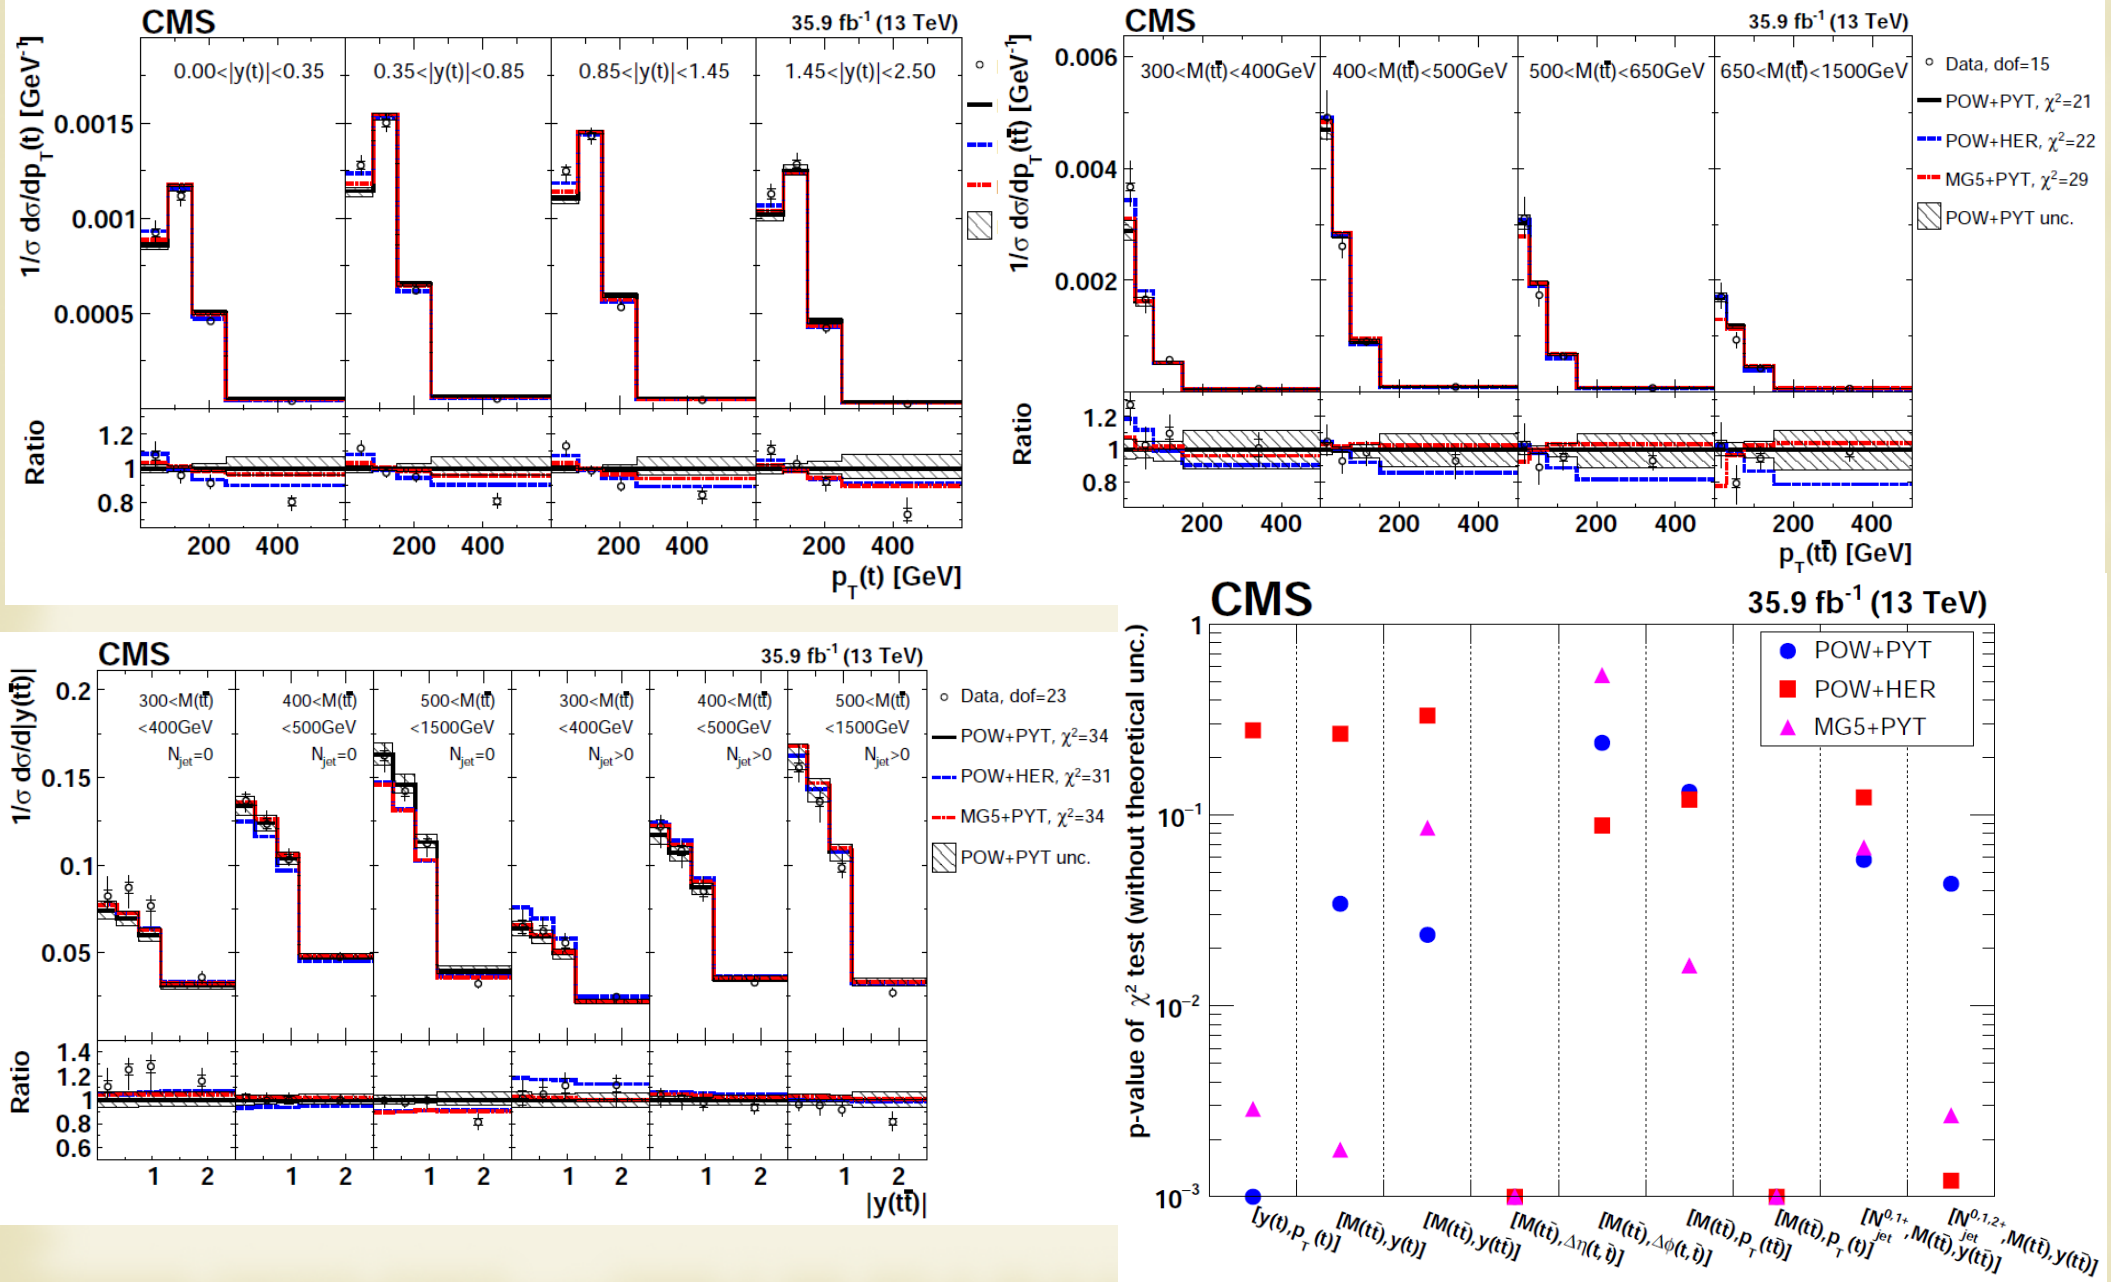 CMS
35.9 fb⁻¹ (13 TeV)
1/σ dσ/dp_T(t) [GeV⁻¹]
0.00<|y(t)|<0.35
0.35<|y(t)|<0.85
0.85<|y(t)|<1.45
1.45<|y(t)|<2.50
0.0015
0.001
0.0005
Ratio
1.2
1
0.8
200 400 200 400 200 400 200 400
p_T(t) [GeV]
CMS
35.9 fb⁻¹ (13 TeV)
1/σ dσ/dp_T(tt̄) [GeV⁻¹]
300<M(tt̄)<400GeV
400<M(tt̄)<500GeV
500<M(tt̄)<650GeV
650<M(tt̄)<1500GeV
0.006
0.004
0.002
Data, dof=15
POW+PYT, χ²=21
POW+HER, χ²=22
MG5+PYT, χ²=29
POW+PYT unc.
Ratio
1.2
1
0.8
200 400 200 400 200 400 200 400
p_T(tt̄) [GeV]
CMS
35.9 fb⁻¹ (13 TeV)
1/σ dσ/d|y(tt̄)|
300<M(tt̄)
<400GeV
N_jet=0
400<M(tt̄)
<500GeV
N_jet=0
500<M(tt̄)
<1500GeV
N_jet=0
300<M(tt̄)
<400GeV
N_jet>0
400<M(tt̄)
<500GeV
N_jet>0
500<M(tt̄)
<1500GeV
N_jet>0
0.2
0.15
0.1
0.05
Data, dof=23
POW+PYT, χ²=34
POW+HER, χ²=31
MG5+PYT, χ²=34
POW+PYT unc.
Ratio
1.4
1.2
1
0.8
0.6
1 2 1 2 1 2 1 2 1 2 1 2
|y(tt̄)|
CMS
35.9 fb⁻¹ (13 TeV)
p-value of χ² test (without theoretical unc.)
1
10⁻¹
10⁻²
10⁻³
POW+PYT
POW+HER
MG5+PYT
[y(t),p_T(t)]
[M(tt̄),y(t)]
[M(tt̄),y(tt̄)]
[M(tt̄),Δη(t,t̄)]
[M(tt̄),Δϕ(t,t̄)]
[M(tt̄),p_T(tt̄)]
[M(tt̄),p_T(t)]
[N_jet^0,1+,M(tt̄),y(tt̄)]
[N_jet^0,1,2+,M(tt̄),y(tt̄)]